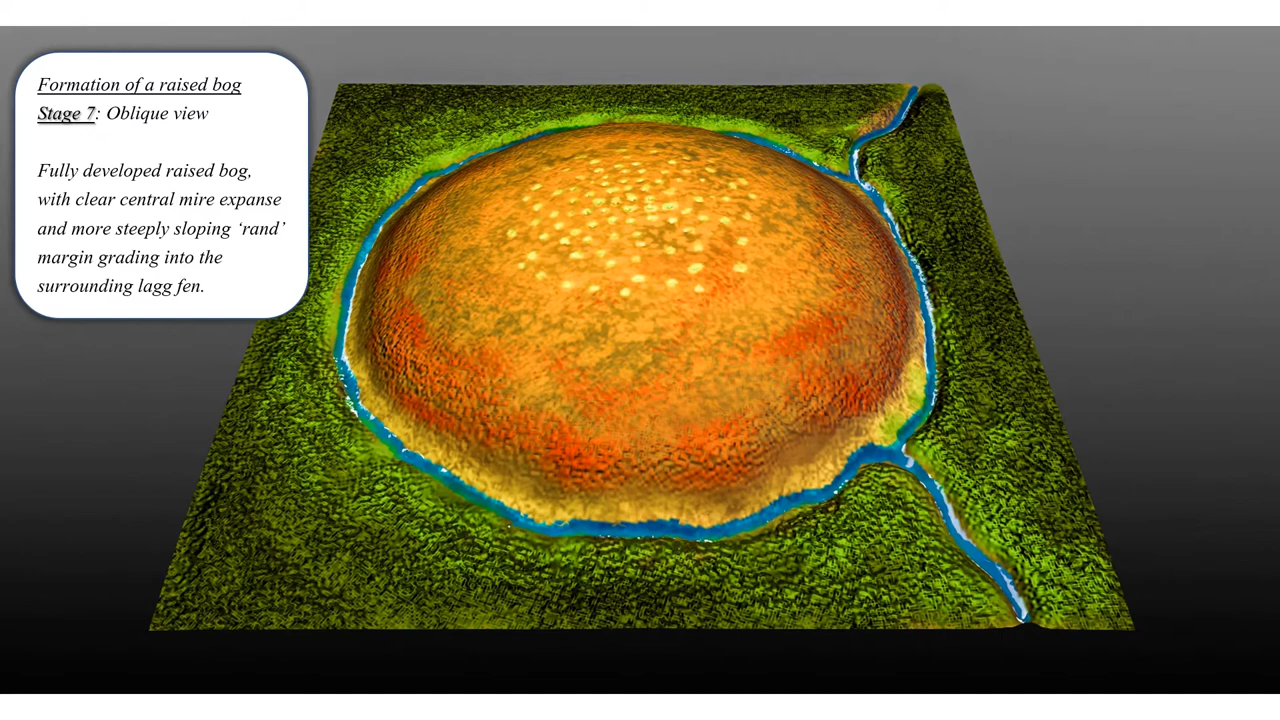 Formation of a raised bog
Stage 7: Oblique view
Fully developed raised bog,
with clear central mire expanse
and more steeply sloping ‘rand’
margin grading into the
surrounding lagg fen.